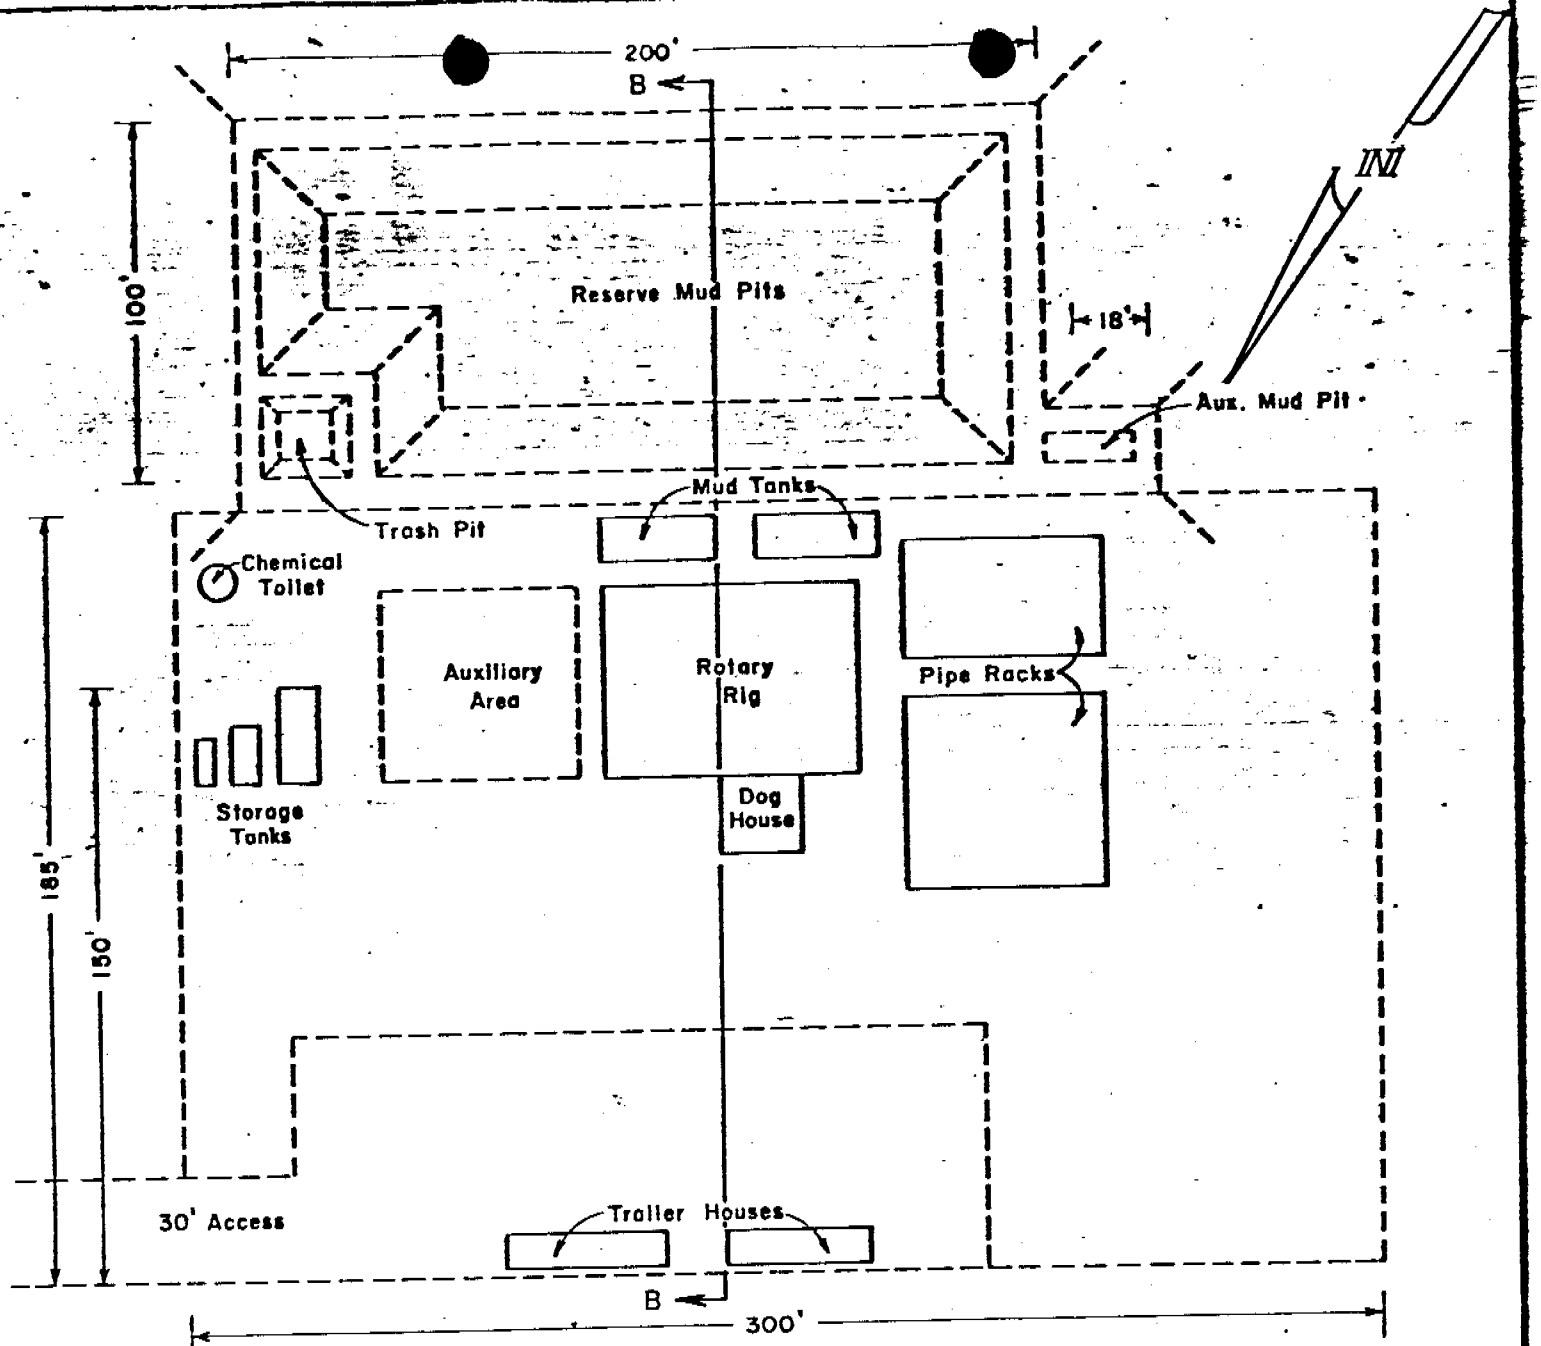 200'
B
N
100'
Reserve Mud Pits
18'
Aux. Mud Pit
Mud Tanks
Trash Pit
Chemical
Toilet
Auxiliary
Area
Rotary
Rig
Pipe Racks
Storage
Tanks
Dog
House
185'
150'
30' Access
Trailer Houses
B
300'